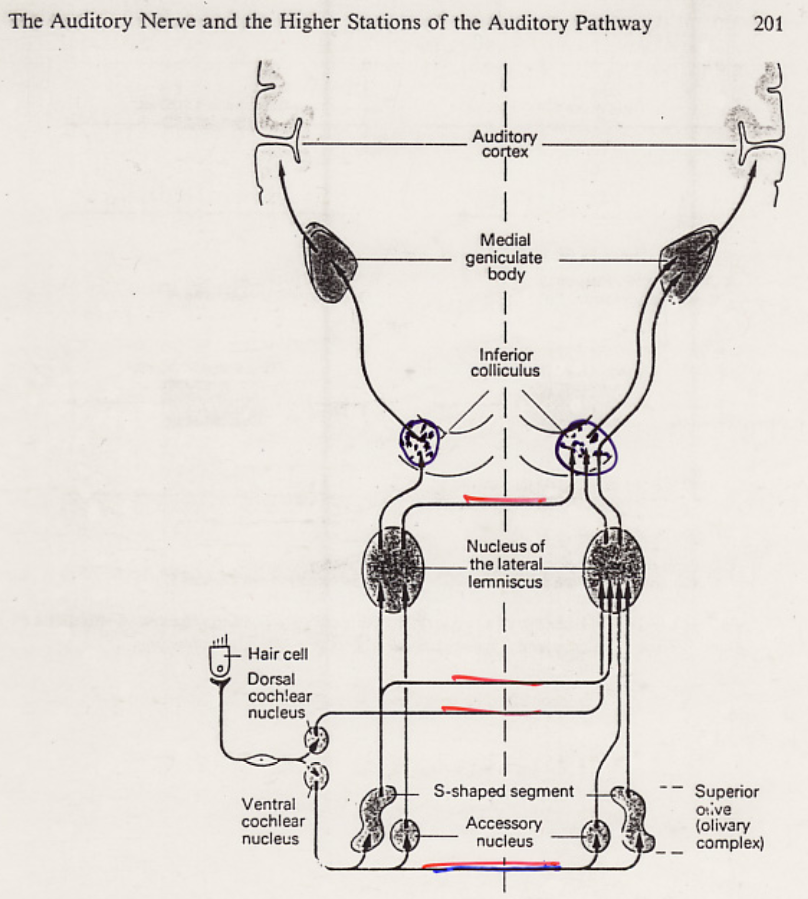 The Auditory Nerve and the Higher Stations of the Auditory Pathway 201
Auditory
cortex
Medial
geniculate
body
Inferior
colliculus
Nucleus of
the lateral
lemniscus
Hair cell
Dorsal
cochlear
nucleus
Ventral
cochlear
nucleus
S-shaped segment
Accessory
nucleus
Superior
olive
(olivary
complex)